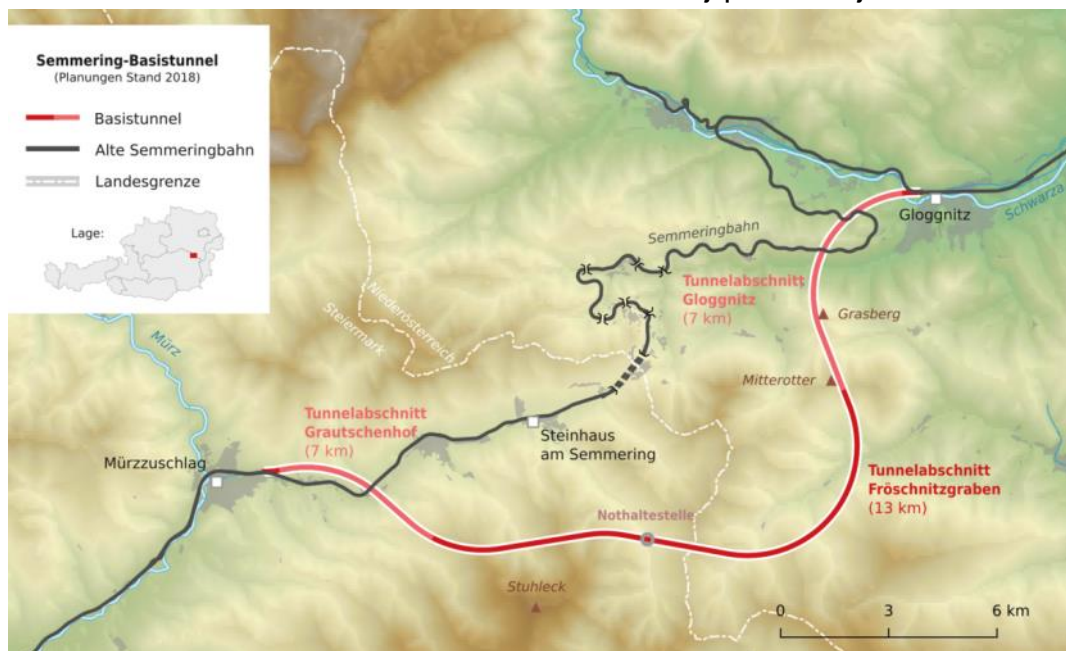 Semmering-Basistunnel
(Planungen Stand 2018)
Basistunnel
Alte Semmeringbahn
Landesgrenze
Lage:
Schwarza
Gloggnitz
Semmeringbahn
Tunnelabschnitt
Gloggnitz
(7 km)
Grasberg
Niederösterreich
Steiermark
Mürz
Mitterotter
Tunnelabschnitt
Grautschenhof
(7 km)
Steinhaus
am Semmering
Mürzzuschlag
Tunnelabschnitt
Fröschnitzgraben
(13 km)
Nothaltestelle
Stuhleck
0 3 6 km